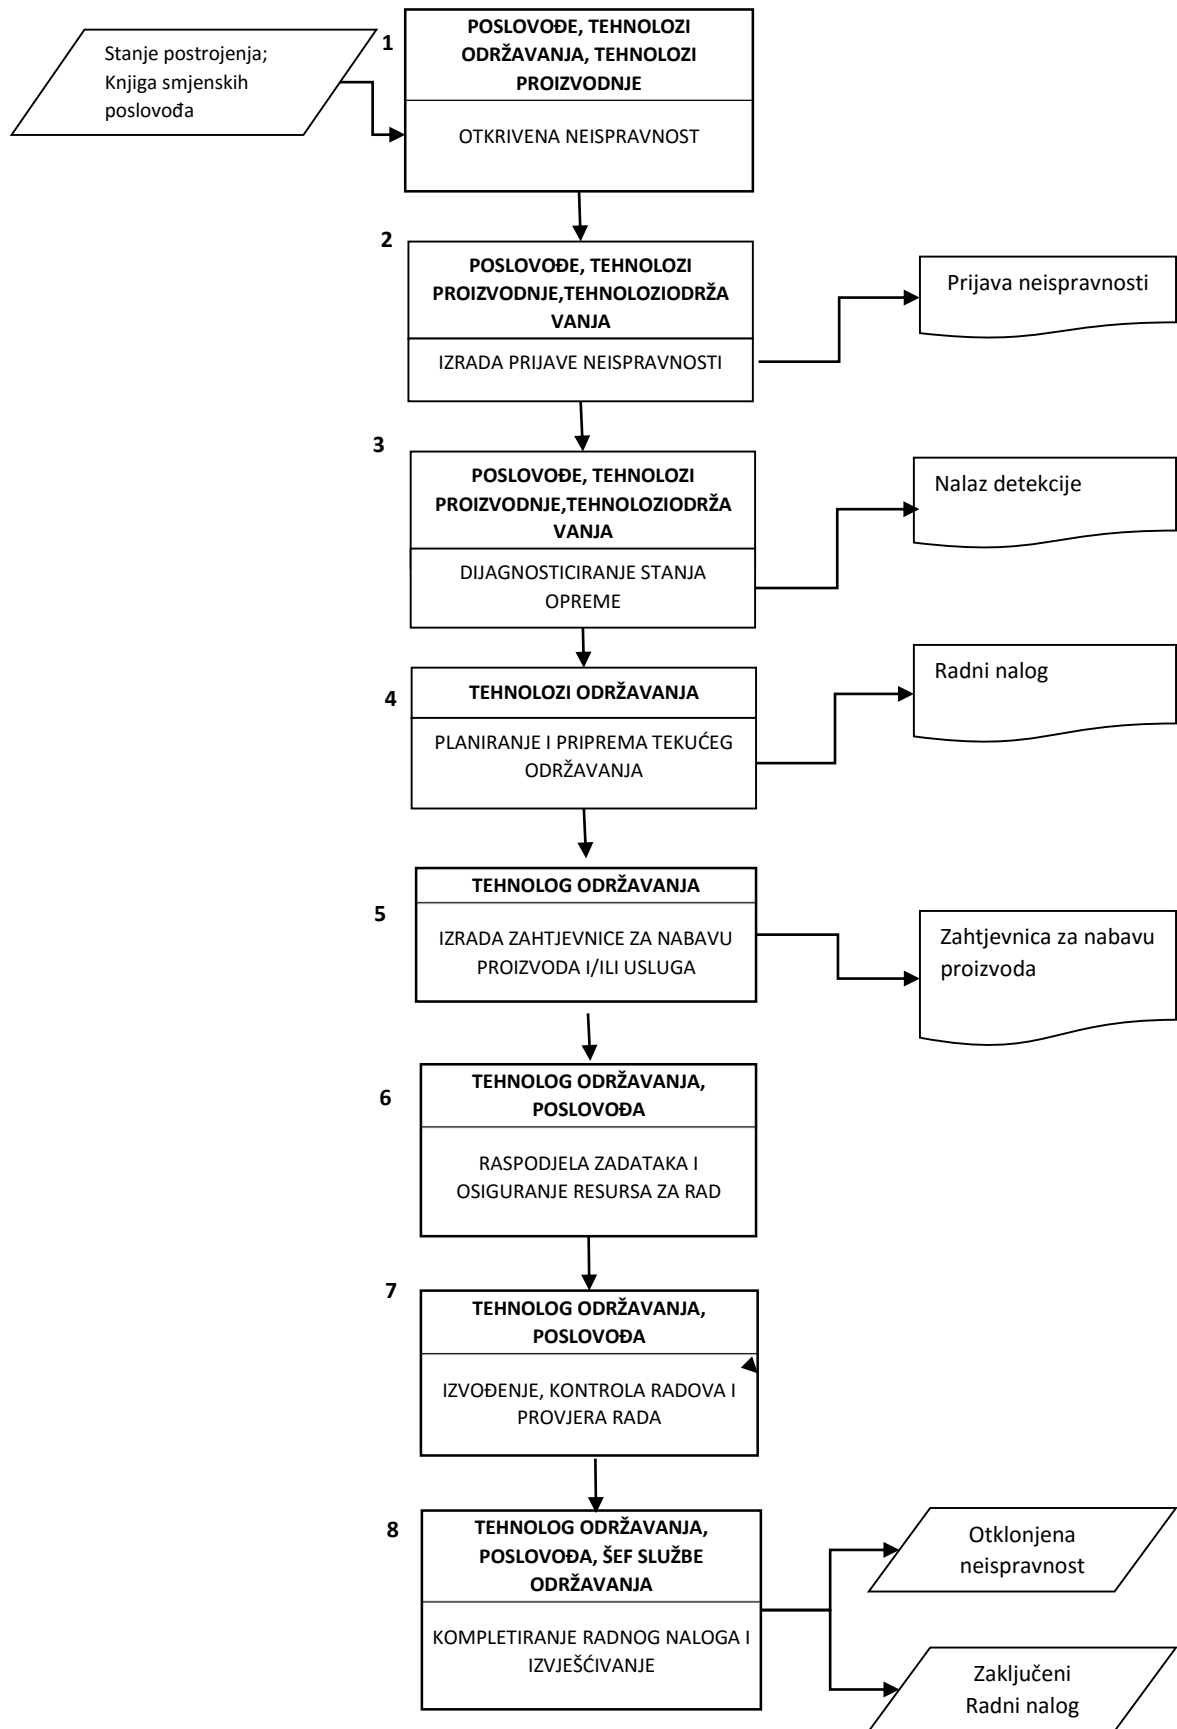 Stanje postrojenja;
Knjiga smjenskih
poslovođa
1
POSLOVOĐE, TEHNOLOZI
ODRŽAVANJA, TEHNOLOZI
PROIZVODNJE
OTKRIVENA NEISPRAVNOST
2
POSLOVOĐE, TEHNOLOZI
PROIZVODNJE,TEHNOLOZIODRŽA
VANJA
IZRADA PRIJAVE NEISPRAVNOSTI
Prijava neispravnosti
3
POSLOVOĐE, TEHNOLOZI
PROIZVODNJE,TEHNOLOZIODRŽA
VANJA
DIJAGNOSTICIRANJE STANJA
OPREME
Nalaz detekcije
4
TEHNOLOZI ODRŽAVANJA
PLANIRANJE I PRIPREMA TEKUĆEG
ODRŽAVANJA
Radni nalog
5
TEHNOLOG ODRŽAVANJA
IZRADA ZAHTJEVNICE ZA NABAVU
PROIZVODA I/ILI USLUGA
Zahtjevnica za nabavu
proizvoda
6
TEHNOLOG ODRŽAVANJA,
POSLOVOĐA
RASPODJELA ZADATAKA I
OSIGURANJE RESURSA ZA RAD
7
TEHNOLOG ODRŽAVANJA,
POSLOVOĐA
IZVOĐENJE, KONTROLA RADOVA I
PROVJERA RADA
8
TEHNOLOG ODRŽAVANJA,
POSLOVOĐA, ŠEF SLUŽBE
ODRŽAVANJA
KOMPLETIRANJE RADNOG NALOGA I
IZVJEŠĆIVANJE
Otklonjena
neispravnost
Zaključeni
Radni nalog